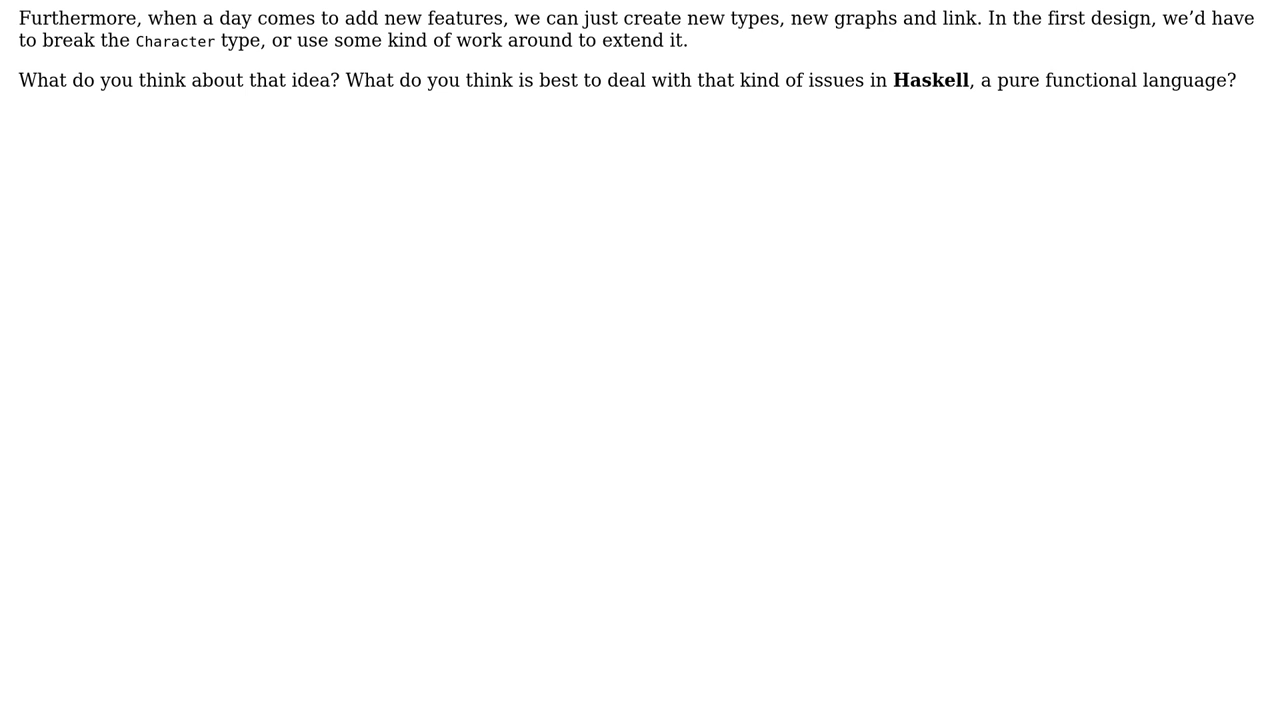 Furthermore, when a day comes to add new features, we can just create new types, new graphs and link. In the first design, we’d have
to break the Character type, or use some kind of work around to extend it.
What do you think about that idea? What do you think is best to deal with that kind of issues in Haskell, a pure functional language?